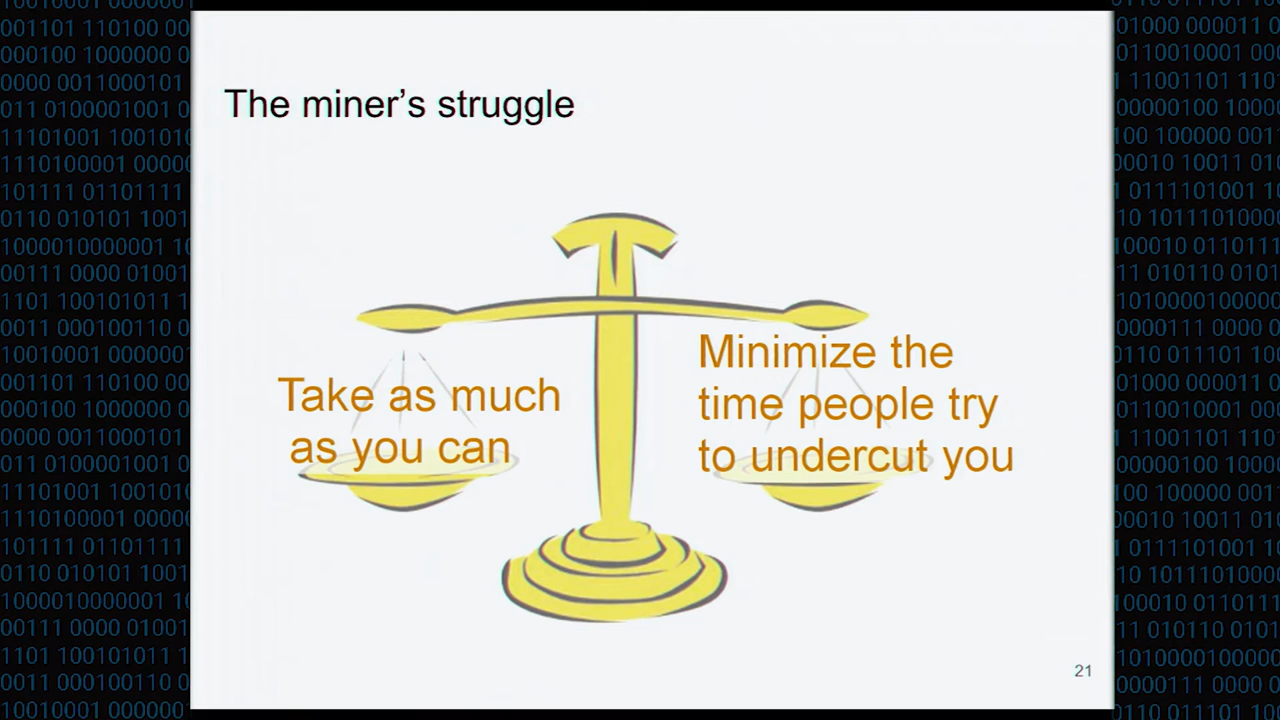 The miner's struggle
Take as much
as you can
Minimize the
time people try
to undercut you
21